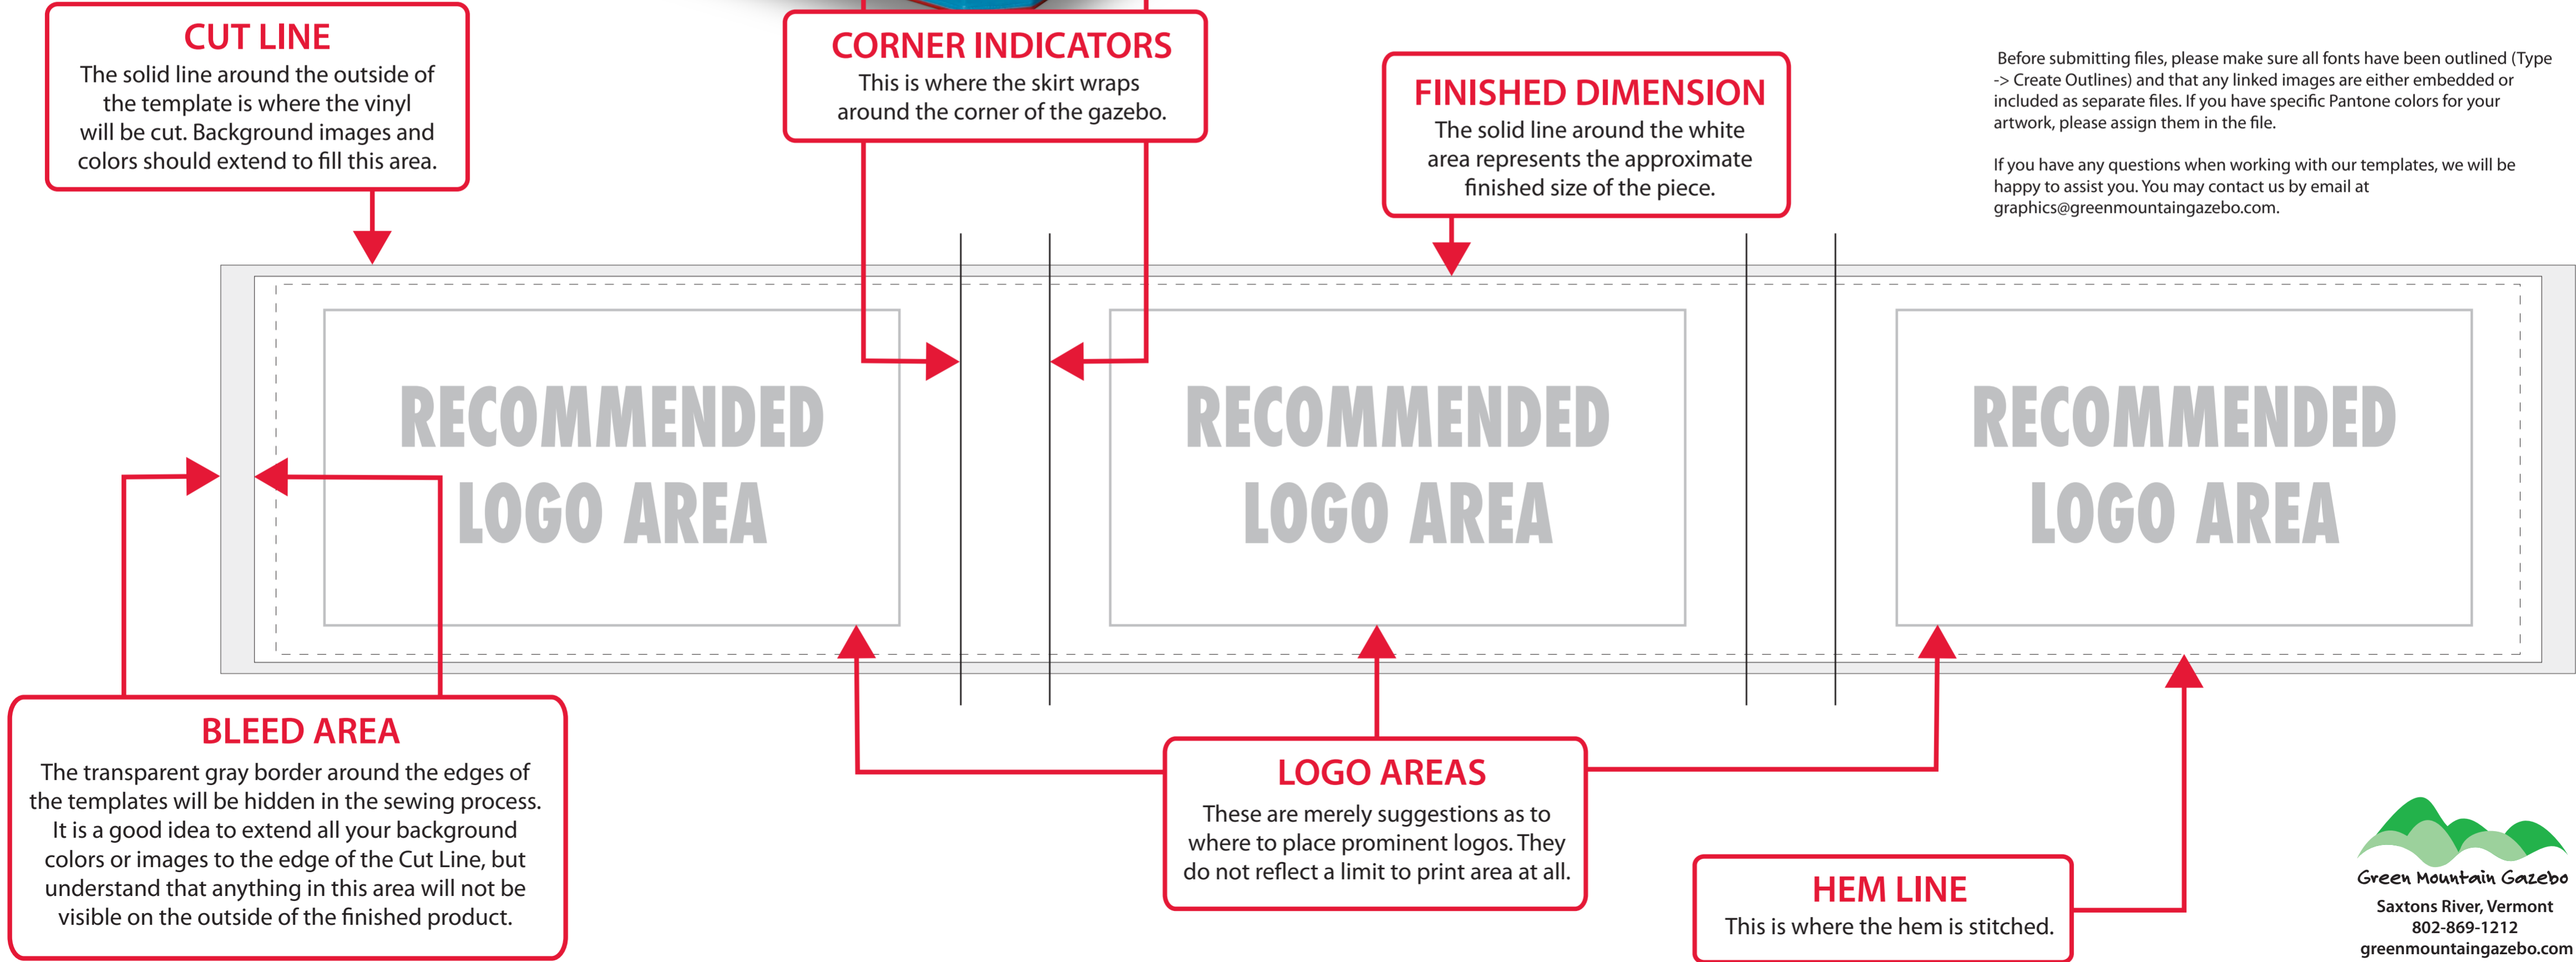 CUT LINE
The solid line around the outside of
the template is where the vinyl
will be cut. Background images and
colors should extend to fill this area.
CORNER INDICATORS
This is where the skirt wraps
around the corner of the gazebo.
FINISHED DIMENSION
The solid line around the white
area represents the approximate
finished size of the piece.
Before submitting files, please make sure all fonts have been outlined (Type
-> Create Outlines) and that any linked images are either embedded or
included as separate files. If you have specific Pantone colors for your
artwork, please assign them in the file.
If you have any questions when working with our templates, we will be
happy to assist you. You may contact us by email at
graphics@greenmountaingazebo.com.
RECOMMENDED
LOGO AREA
RECOMMENDED
LOGO AREA
RECOMMENDED
LOGO AREA
BLEED AREA
The transparent gray border around the edges of
the templates will be hidden in the sewing process.
It is a good idea to extend all your background
colors or images to the edge of the Cut Line, but
understand that anything in this area will not be
visible on the outside of the finished product.
LOGO AREAS
These are merely suggestions as to
where to place prominent logos. They
do not reflect a limit to print area at all.
HEM LINE
This is where the hem is stitched.
Green Mountain Gazebo
Saxtons River, Vermont
802-869-1212
greenmountaingazebo.com